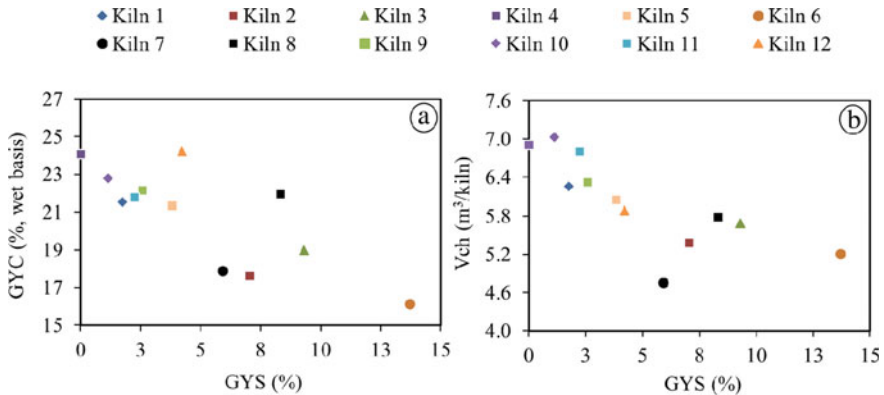 Kiln 1 Kiln 2 Kiln 3 Kiln 4 Kiln 5 Kiln 6
Kiln 7 Kiln 8 Kiln 9 Kiln 10 Kiln 11 Kiln 12
a
27
25
23
21
19
17
15
GYC (%, wet basis)
0 3 5 8 10 13 15
GYS (%)
b
7.6
7.0
6.4
5.8
5.2
4.6
4.0
Vch (m³/kiln)
0 3 5 8 10 13 15
GYS (%)